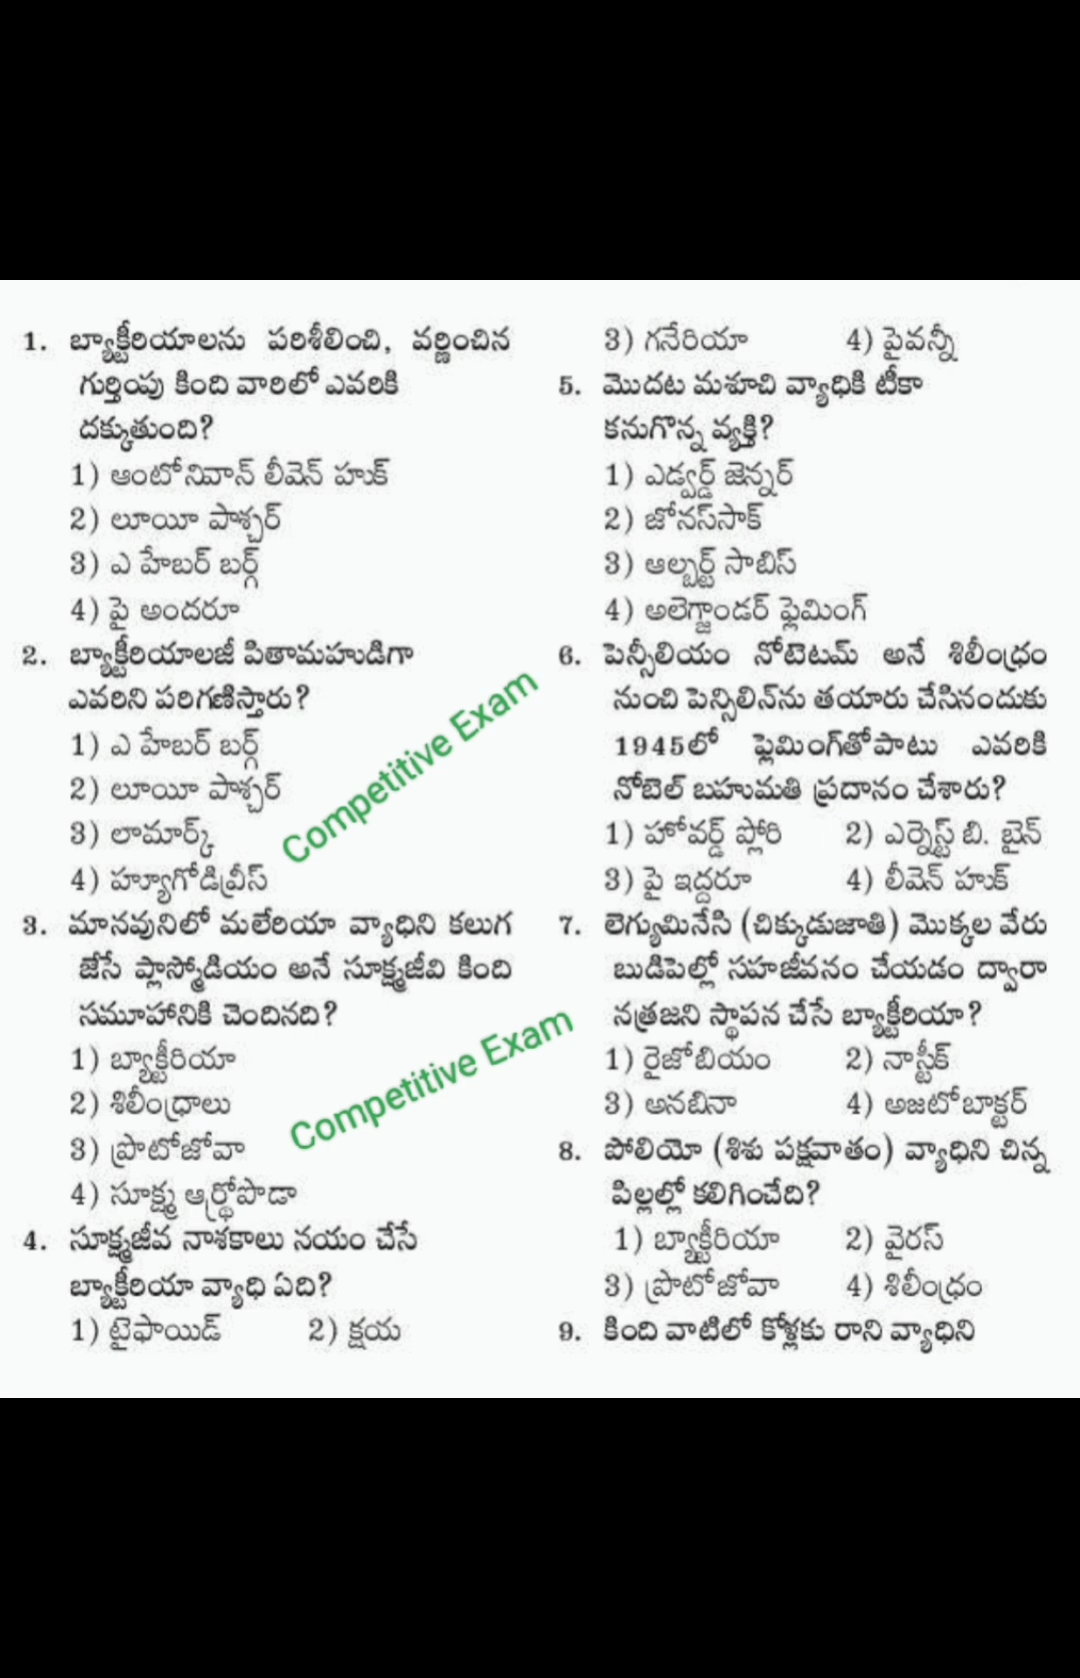 1. బ్యాక్టీరియాలను పరిశీలించి, వర్ణించిన
గుర్తింపు కింది వారిలో ఎవరికి
దక్కుతుంది?
1) ఆంటోనివాన్ లీవెన్ హుక్
2) లూయీ పాశ్చర్
3) ఎ హేబర్ బర్గ్
4) పై అందరూ
2. బ్యాక్టీరియాలజీ పితామహుడిగా
ఎవరిని పరిగణిస్తారు?
1) ఎ హేబర్ బర్గ్
2) లూయీ పాశ్చర్
3) లామార్క్
4) హ్యూగోడివ్రీస్
3. మానవునిలో మలేరియా వ్యాధిని కలుగ
జేసే ప్లాస్మోడియం అనే సూక్ష్మజీవి కింది
సమూహానికి చెందినది?
1) బ్యాక్టీరియా
2) శిలీంధ్రాలు
3) ప్రొటోజోవా
4) సూక్ష్మ ఆర్థ్రోపొడా
4. సూక్ష్మజీవ నాశకాలు నయం చేసే
బ్యాక్టీరియా వ్యాధి ఏది?
1) టైఫాయిడ్ 2) క్షయ
3) గనేరియా 4) పైవన్నీ
5. మొదట మశూచి వ్యాధికి టీకా
కనుగొన్న వ్యక్తి?
1) ఎడ్వర్డ్ జెన్నర్
2) జోనస్‌సాక్
3) ఆల్బర్ట్ సాబిస్
4) అలెగ్జాండర్ ఫ్లెమింగ్
6. పెన్సీలియం నోటెటమ్ అనే శిలీంధ్రం
నుంచి పెన్సిలిన్‌ను తయారు చేసినందుకు
1945లో ఫ్లెమింగ్‌తోపాటు ఎవరికి
నోబెల్ బహుమతి ప్రదానం చేశారు?
1) హోవర్డ్ ఫ్లోరి 2) ఎర్నెస్ట్ బి. చైన్
3) పై ఇద్దరూ 4) లీవెన్ హుక్
7. లెగ్యుమినేసి (చిక్కుడుజాతి) మొక్కల వేరు
బుడిపెల్లో సహజీవనం చేయడం ద్వారా
నత్రజని స్థాపన చేసే బ్యాక్టీరియా?
1) రైజోబియం 2) నాస్టీక్
3) అనబినా 4) అజటోబాక్టర్
8. పోలియో (శిశు పక్షవాతం) వ్యాధిని చిన్న
పిల్లల్లో కలిగించేది?
1) బ్యాక్టీరియా 2) వైరస్
3) ప్రొటోజోవా 4) శిలీంధ్రం
9. కింది వాటిలో కోళ్లకు రాని వ్యాధిని
Competitive Exam
Competitive Exam